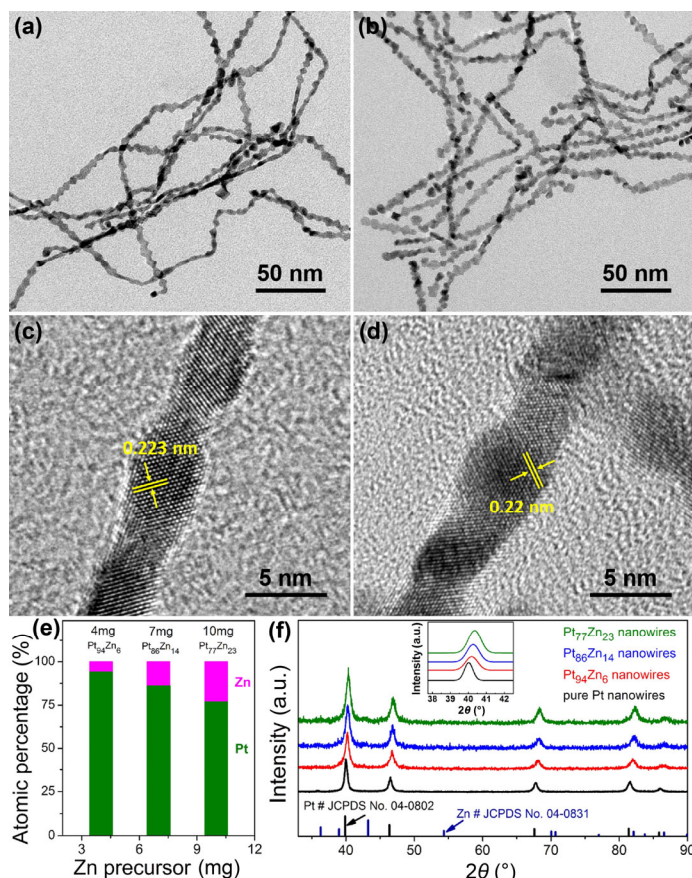 (a)
50 nm
(b)
50 nm
(c)
0.223 nm
5 nm
(d)
0.22 nm
5 nm
(e)
Atomic percentage (%)
100
75
50
25
0
4mg
7mg
10mg
Pt94Zn6
Pt86Zn14
Pt77Zn23
Zn
Pt
3 6 9 12
Zn precursor (mg)
(f)
Intensity (a.u.)
Intensity (a.u.)
38 39 40 41 42
2θ (°)
Pt77Zn23 nanowires
Pt86Zn14 nanowires
Pt94Zn6 nanowires
pure Pt nanowires
Pt # JCPDS No. 04-0802
Zn # JCPDS No. 04-0831
40 50 60 70 80 90
2θ (°)